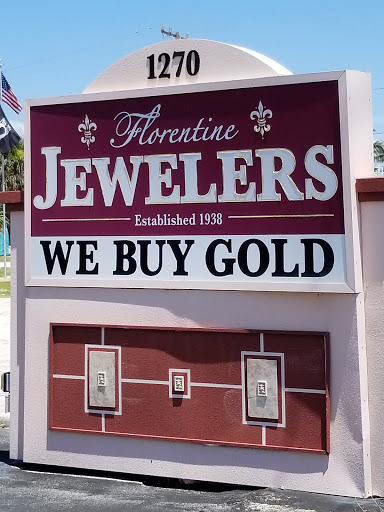 1270
Florentine
JEWELERS
Established 1938
WE BUY GOLD